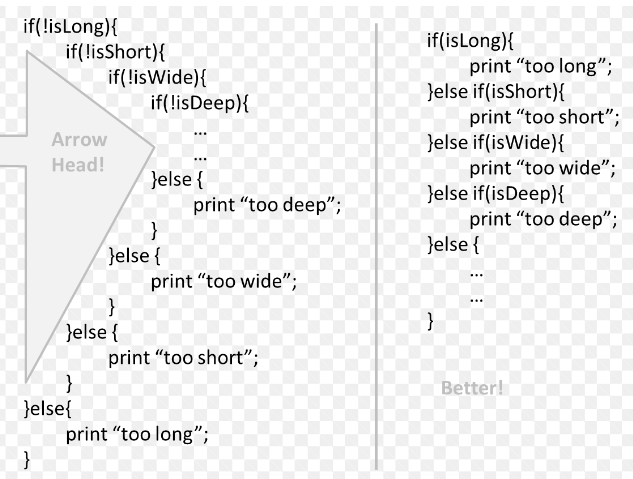 if(!isLong){
if(!isShort){
if(!isWide){
if(!isDeep){
...
...
}else {
print “too deep”;
}
}else {
print “too wide”;
}
}else {
print “too short”;
}
}else{
print “too long”;
}
Arrow
Head!
if(isLong){
print “too long”;
}else if(isShort){
print “too short”;
}else if(isWide){
print “too wide”;
}else if(isDeep){
print “too deep”;
}else {
...
...
}
Better!